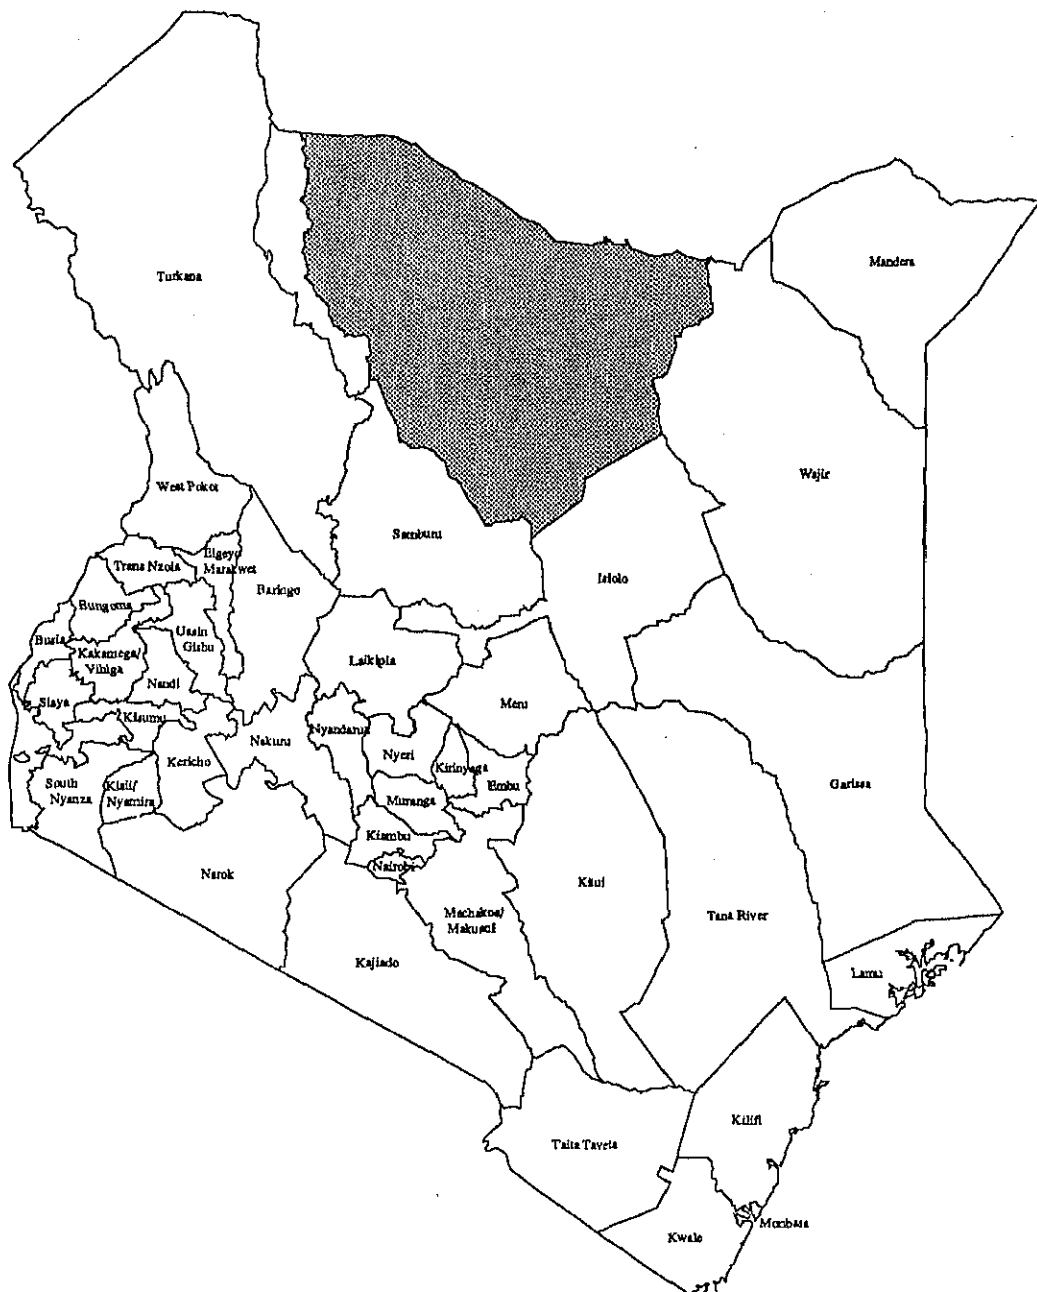 Mandera
Turkana
Wajir
West Pokot
Samburu
Elgeyo
Marakwet
Trans Nzoia
Isiolo
Baringo
Bungoma
Uasin
Gishu
Busia
Kakamega/
Vihiga
Laikipia
Nandi
Siaya
Meru
Kisumu
Nyandarua
Nakuru
Nyeri
Kericho
Kirinyaga
South
Nyanza
Kisii/
Nyamira
Embu
Garissa
Muranga
Kiambu
Nairobi
Narok
Kitui
Machakos/
Makueni
Tana River
Kajiado
Lamu
Kilifi
Taita Taveta
Mombasa
Kwale